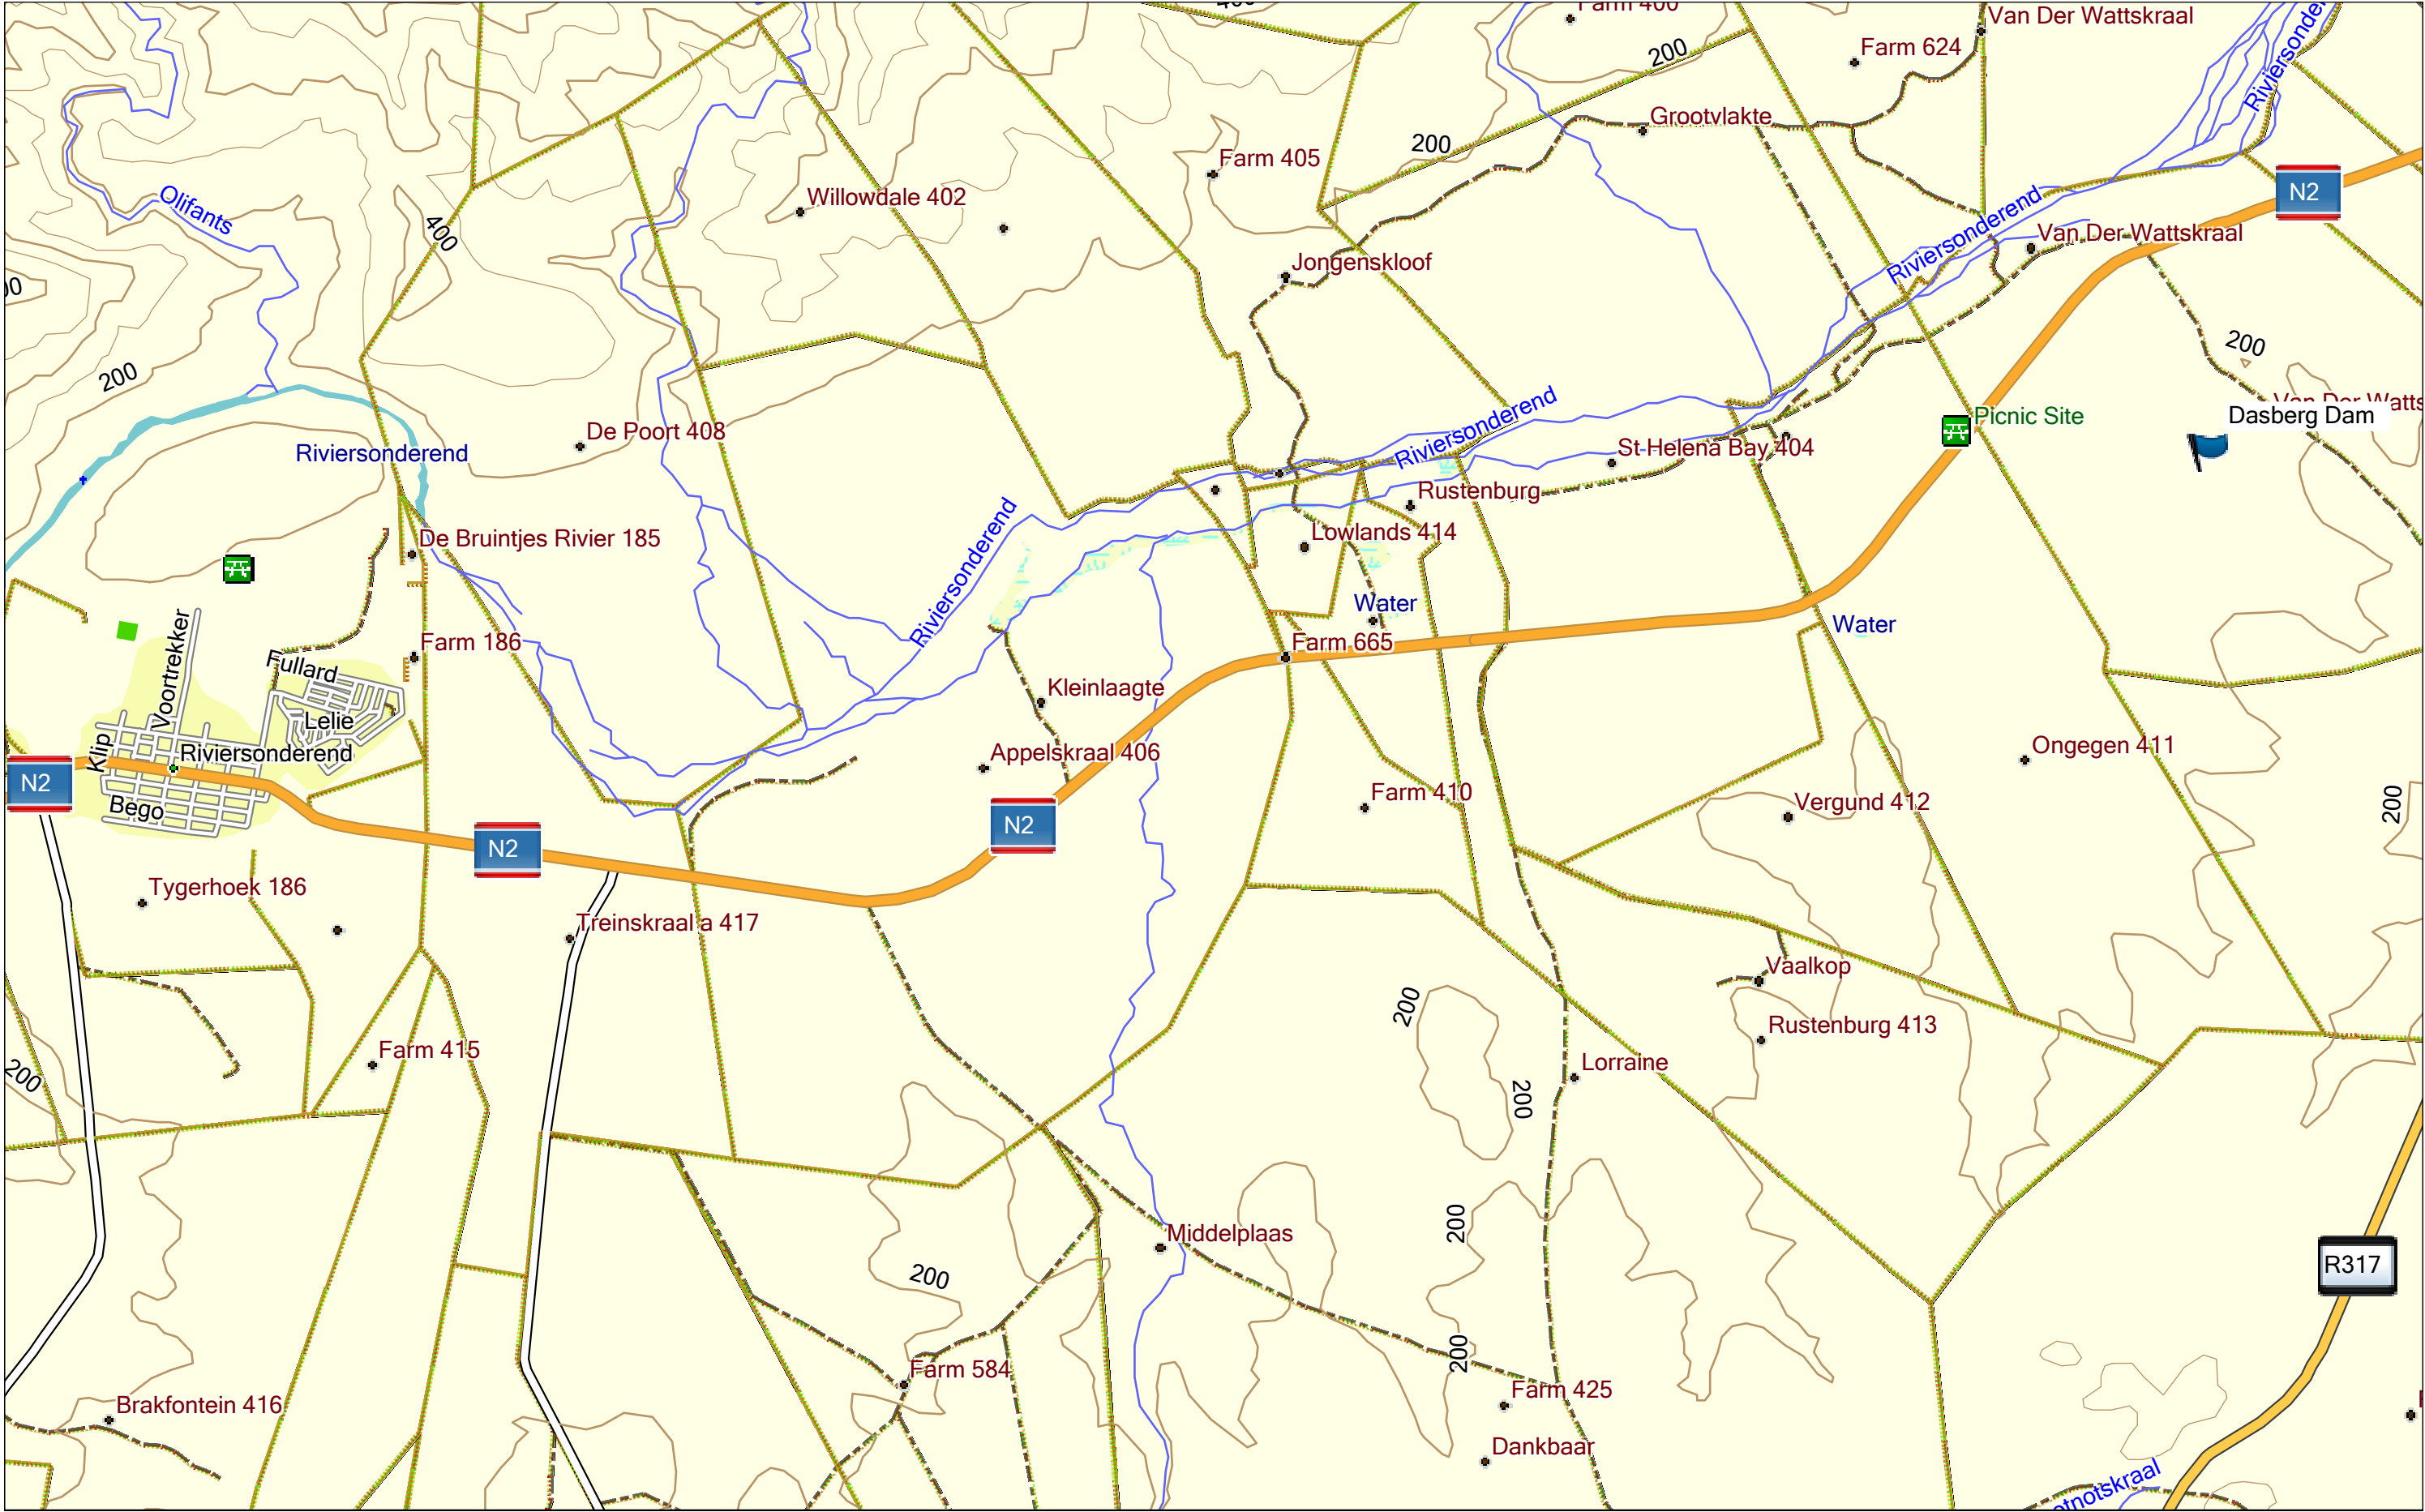 400
Farm 400
Van Der Wattskraal
200
Farm 624
Grootvlakte
200
Farm 405
Willowdale 402
Olifants
400
N2
Riviersonderend
Van Der Wattskraal
Jongenskloof
200
200
De Poort 408
Riviersonderend
Riviersonderend
Picnic Site
Dasberg Dam
St Helena Bay 404
Rustenburg
Lowlands 414
De Bruintjes Rivier 185
Riviersonderend
Water
Water
Farm 665
Farm 186
Voortrekker
Fullard
Lelie
Klip
Riviersonderend
Bego
Kleinlaagte
Appelskraal 406
Ongegen 411
N2
N2
N2
Farm 410
Vergund 412
200
Tygerhoek 186
Treinskraal a 417
Vaalkop
200
Rustenburg 413
Farm 415
200
Lorraine
200
200
Middelplaas
200
R317
200
Farm 584
Farm 425
Brakfontein 416
Dankbaar